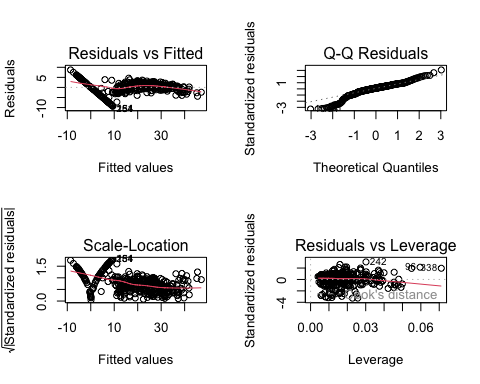 Residuals vs Fitted
Residuals
-10
5
-10
10
30
Fitted values
Q-Q Residuals
Standardized residuals
-3
1
-3
-2
-1
0
1
2
3
Theoretical Quantiles
Scale-Location
√|Standardized residuals|
0.0
1.5
-10
10
30
Fitted values
Residuals vs Leverage
Standardized residuals
-4
0
242
338
Cook's distance
0.00
0.03
0.06
Leverage